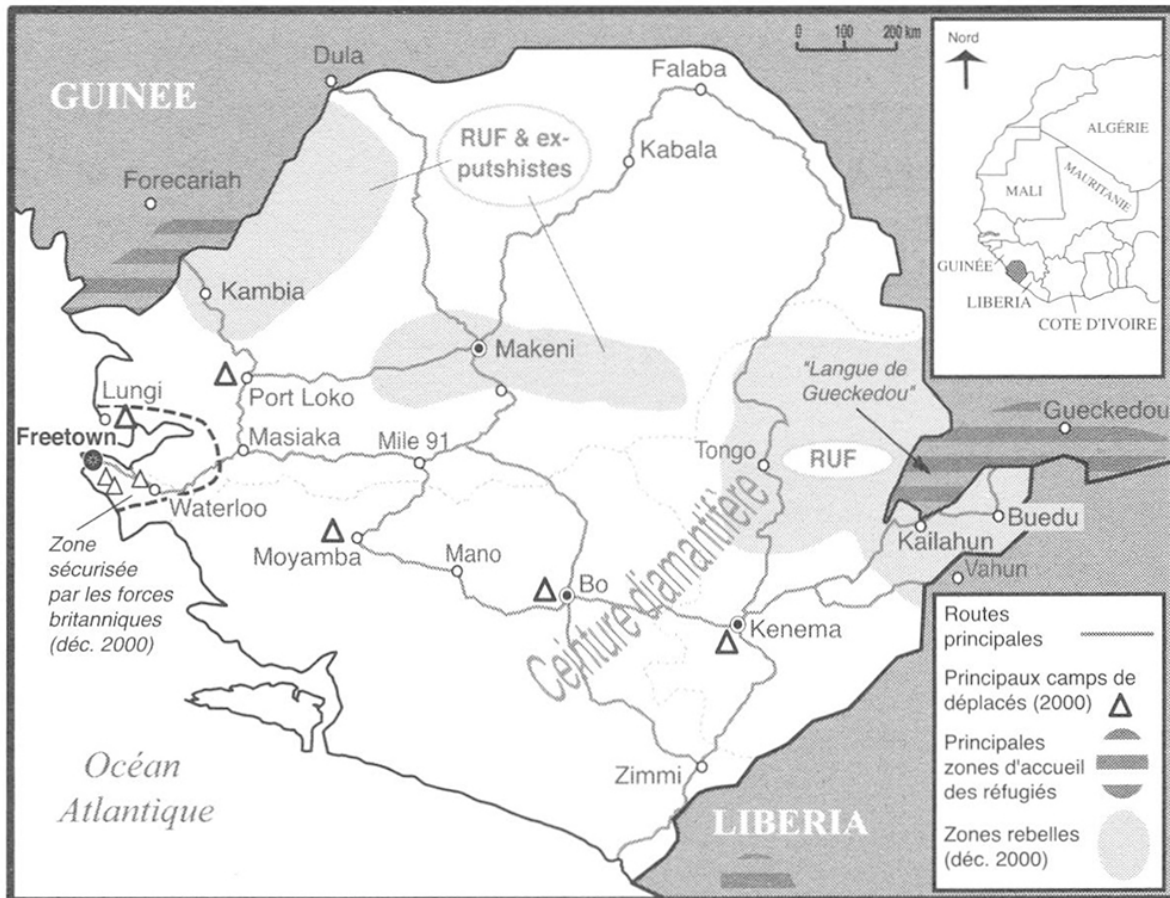 GUINEE
Dula
Falaba
0 100 200 km
Nord
RUF & ex-
putshistes
Kabala
Forecariah
Kambia
Makeni
Port Loko
Lungi
Freetown
Masiaka
Mile 91
Waterloo
Tongo
RUF
"Langue de
Gueckedou"
Gueckedou
Buedu
Kailahun
Vahun
Moyamba
Mano
Bo
Kenema
Ceinture diamantifère
Zone
sécurisée
par les forces
britanniques
(déc. 2000)
Zimmi
Océan
Atlantique
LIBERIA
ALGÉRIE
MALI
MAURITANIE
GUINÉE
LIBERIA
COTE D'IVOIRE
Routes
principales
Principaux camps de
déplacés (2000)
Principales
zones d'accueil
des réfugiés
Zones rebelles
(déc. 2000)